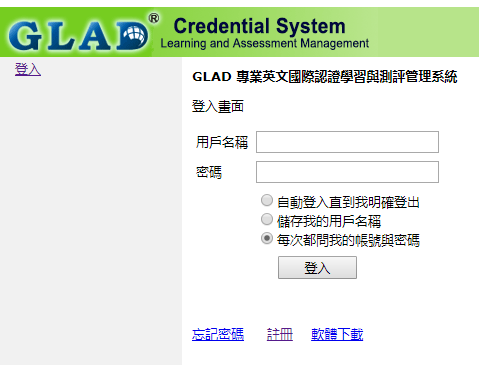 GLAD® Credential System
Learning and Assessment Management
登入
GLAD 專業英文國際認證學習與測評管理系統
登入畫面
用戶名稱
密碼
自動登入直到我明確登出
儲存我的用戶名稱
每次都問我的帳號與密碼
登入
忘記密碼 註冊 軟體下載